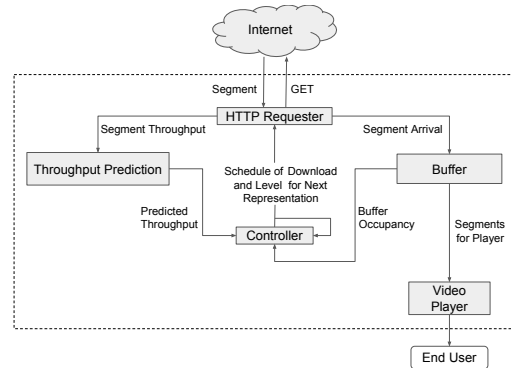 Internet
Segment
GET
HTTP Requester
Segment Throughput
Segment Arrival
Throughput Prediction
Schedule of Download
and Level for Next
Representation
Buffer
Predicted
Throughput
Buffer
Occupancy
Segments
for Player
Controller
Video
Player
End User